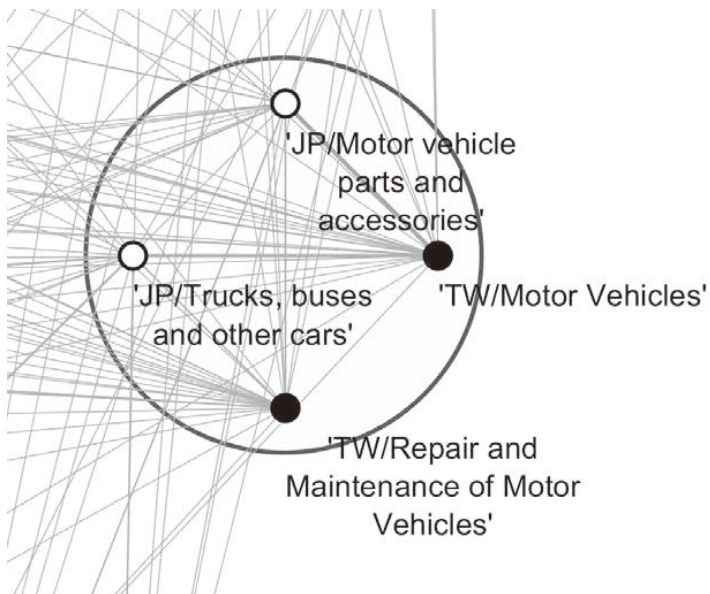 'JP/Motor vehicle
parts and
accessories'
'JP/Trucks, buses
and other cars'
'TW/Motor Vehicles'
'TW/Repair and
Maintenance of Motor
Vehicles'